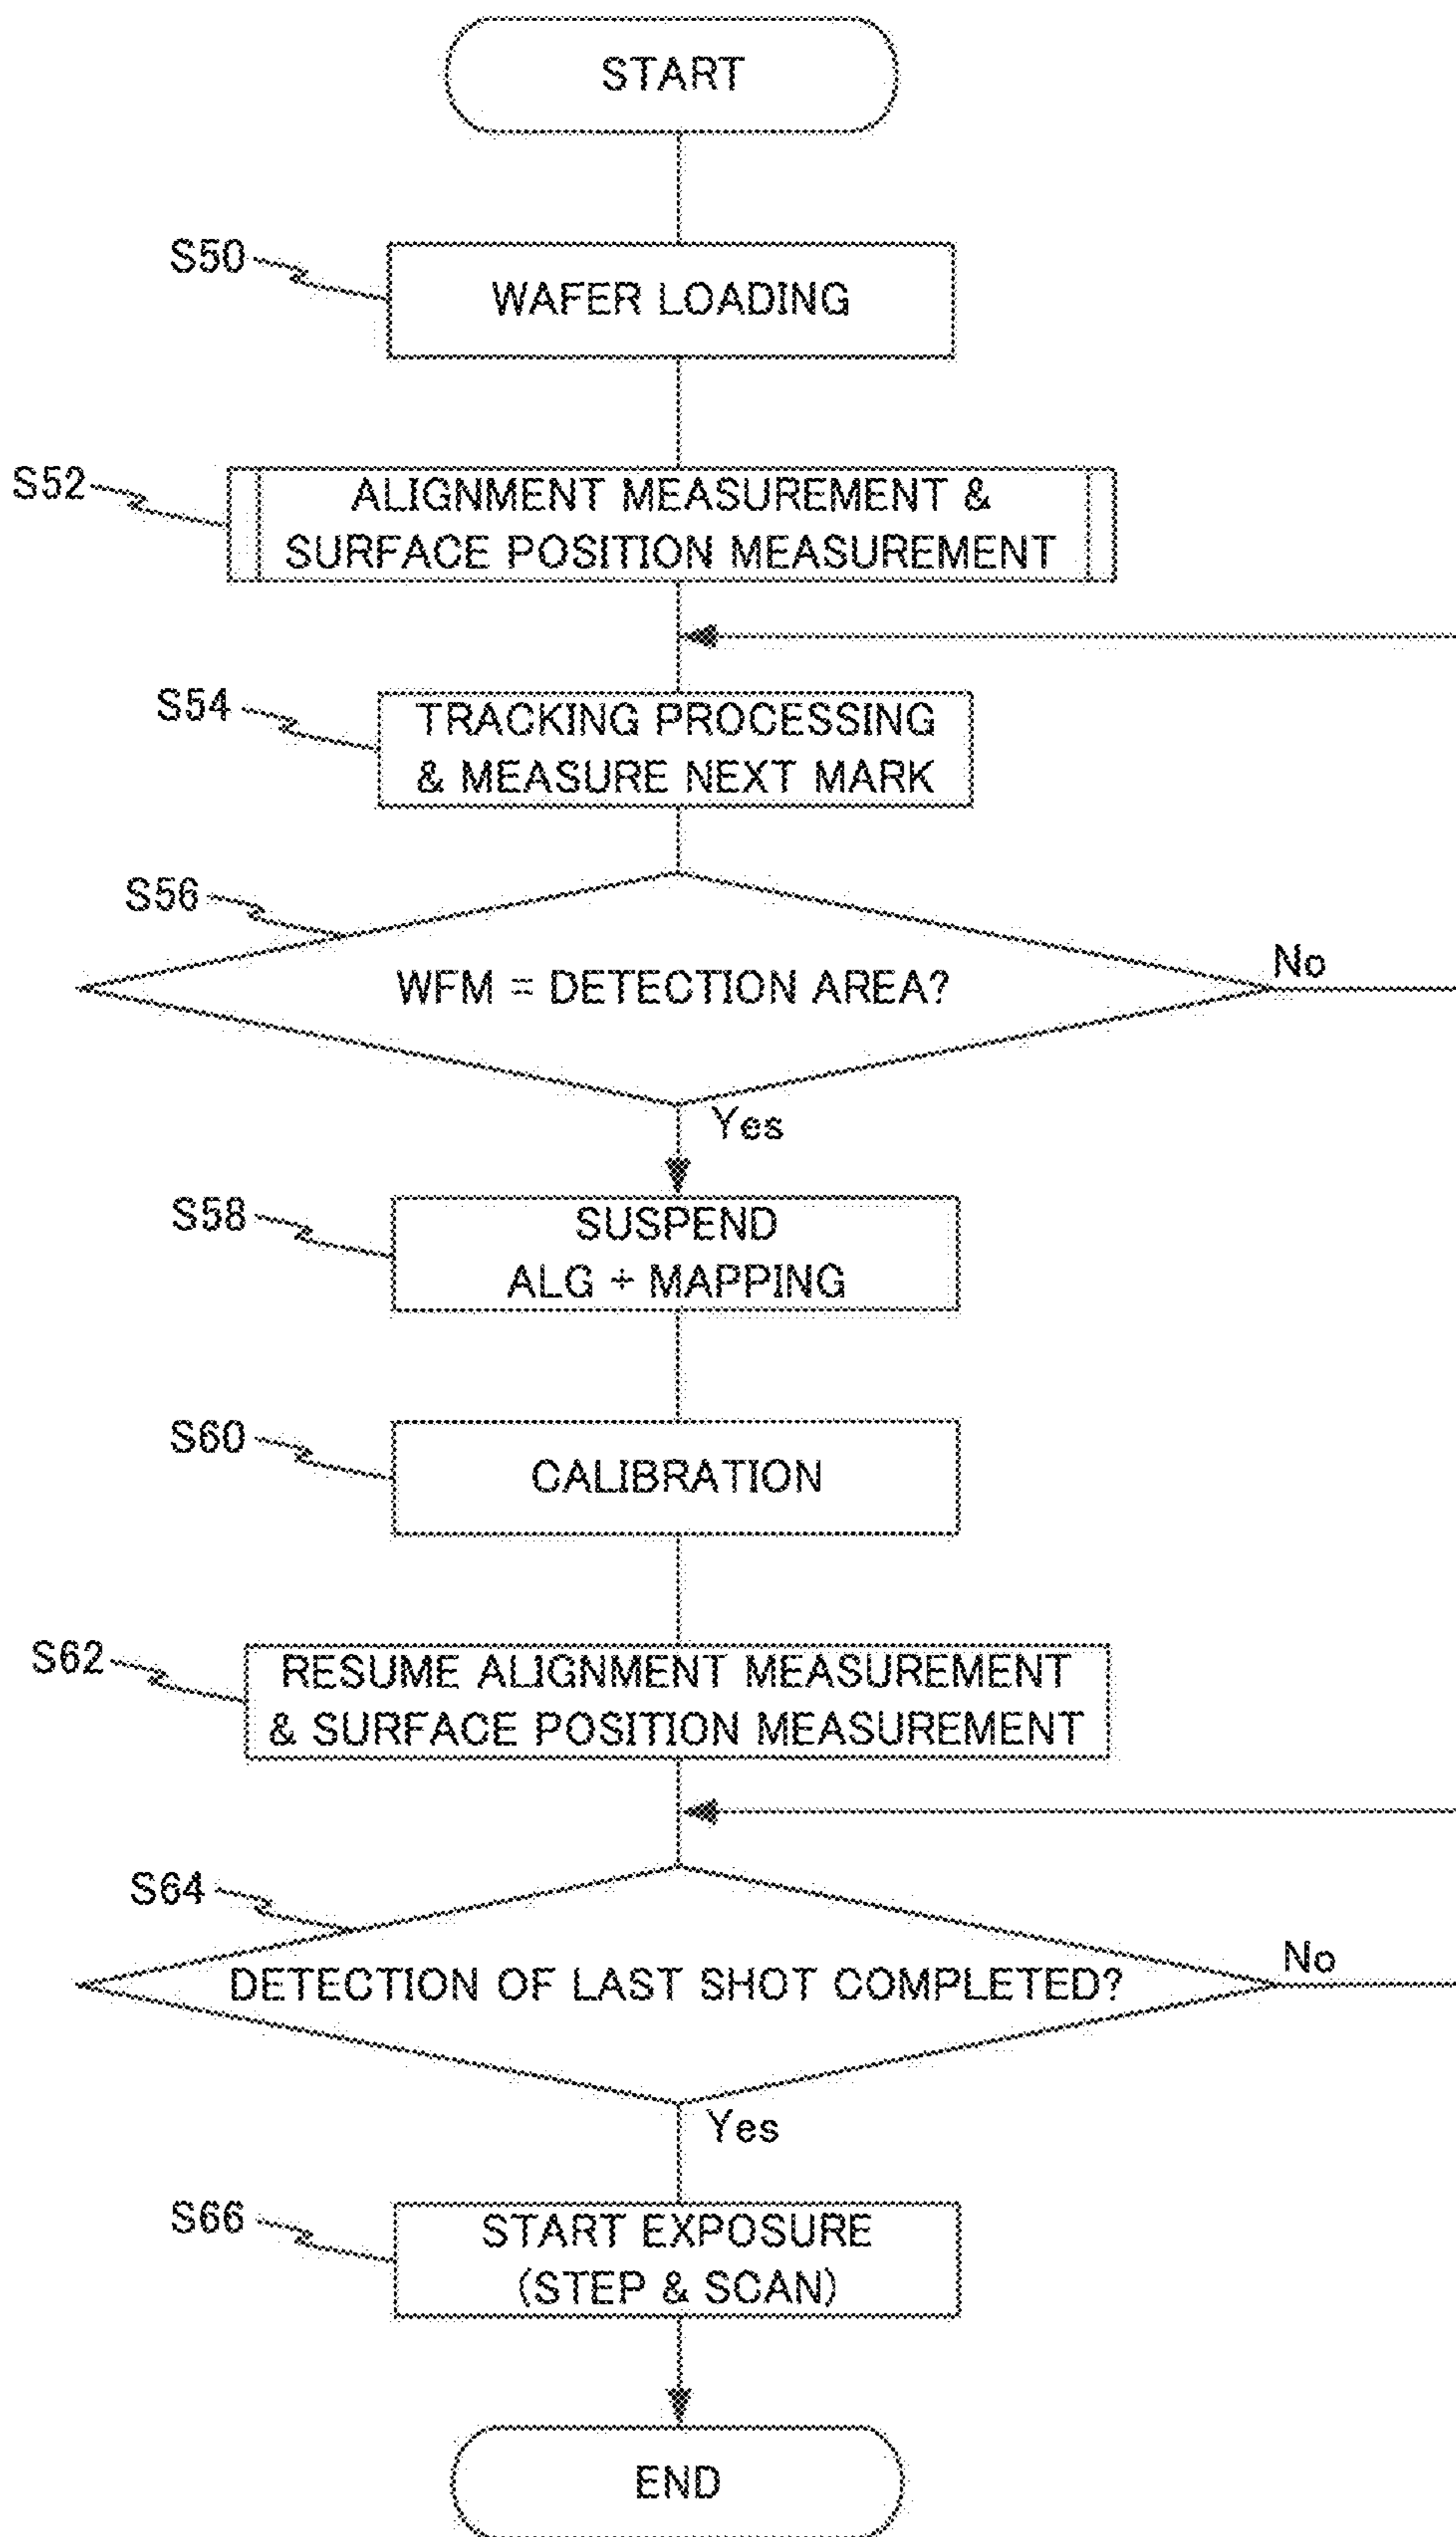 START
S50
WAFER LOADING
S52
ALIGNMENT MEASUREMENT &
SURFACE POSITION MEASUREMENT
S54
TRACKING PROCESSING
& MEASURE NEXT MARK
S56
WFM = DETECTION AREA?
No
Yes
S58
SUSPEND
ALG + MAPPING
S60
CALIBRATION
S62
RESUME ALIGNMENT MEASUREMENT
& SURFACE POSITION MEASUREMENT
S64
DETECTION OF LAST SHOT COMPLETED?
No
Yes
S66
START EXPOSURE
(STEP & SCAN)
END